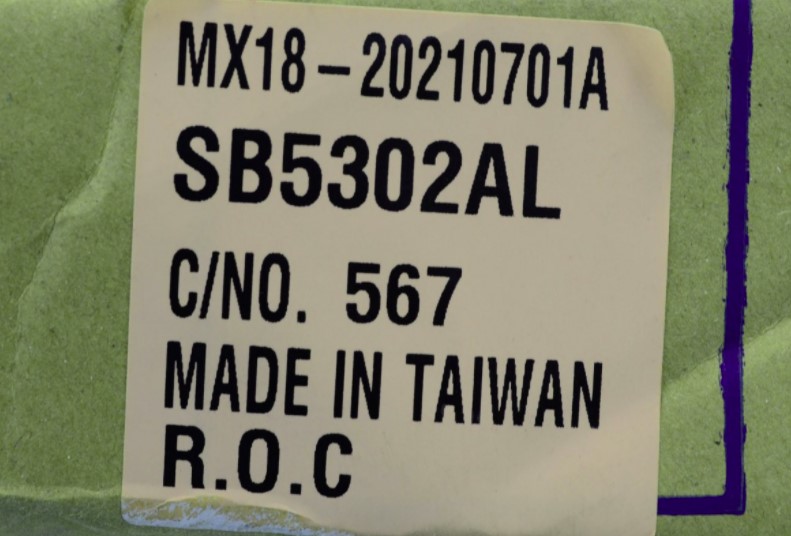 MX18-20210701A
SB5302AL
C/NO. 567
MADE IN TAIWAN
R.O.C